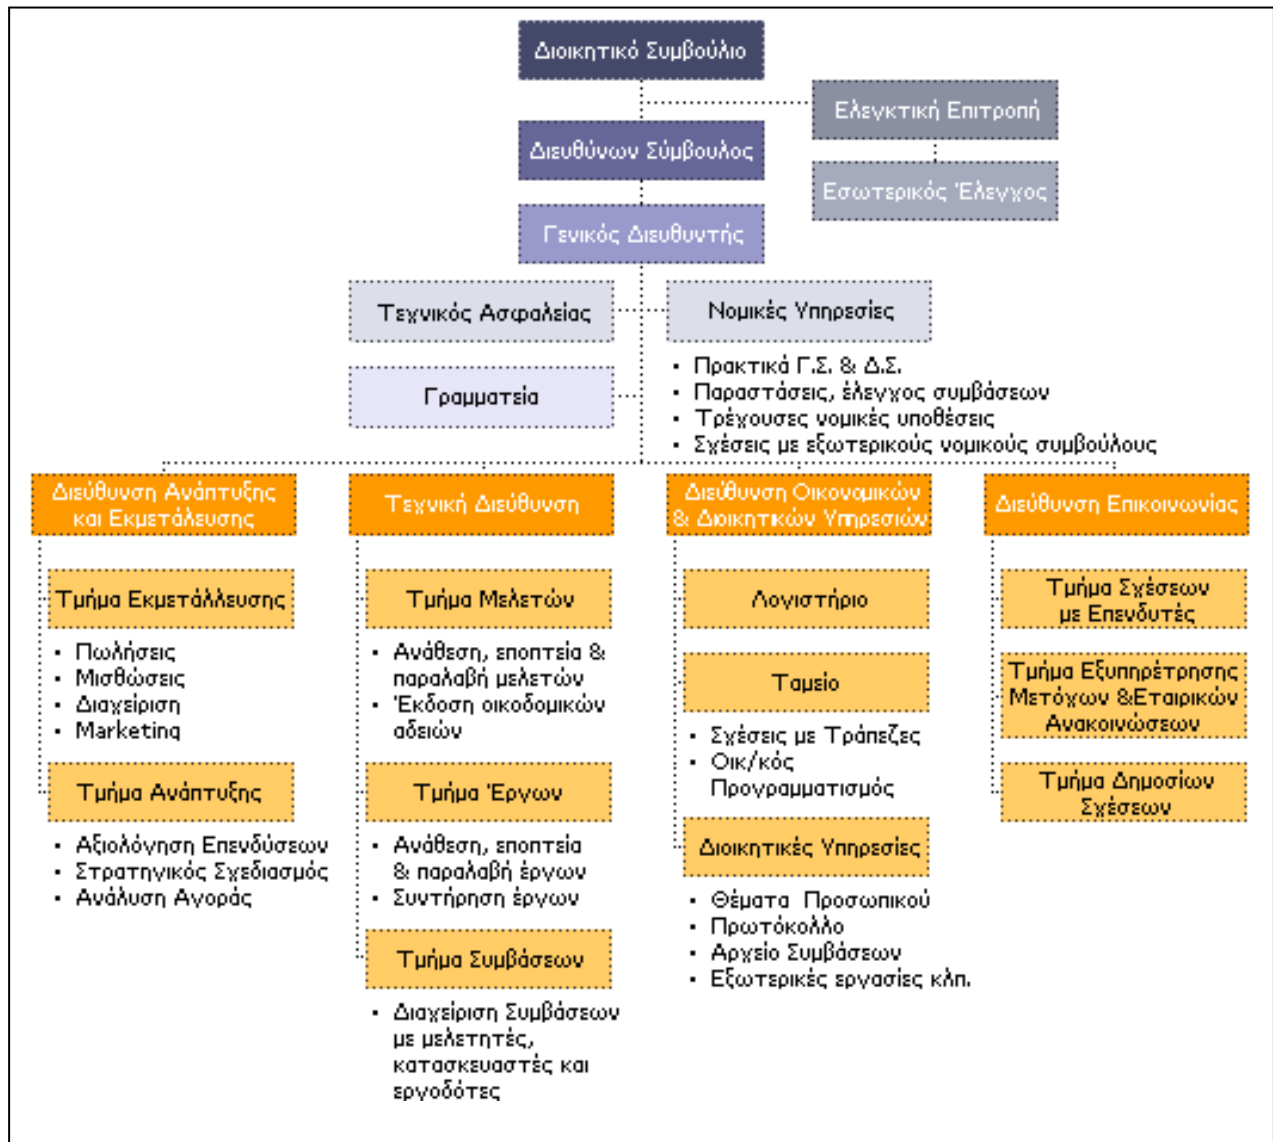 Διοικητικό Συμβούλιο
Ελεγκτική Επιτροπή
Διευθύνων Σύμβουλος
Εσωτερικός Έλεγχος
Γενικός Διευθυντής
Τεχνικός Ασφαλείας
Νομικές Υπηρεσίες
• Πρακτικά Γ.Σ. & Δ.Σ.
• Παραστάσεις, έλεγχος συμβάσεων
• Τρέχουσες νομικές υποθέσεις
• Σχέσεις με εξωτερικούς νομικούς συμβούλους
Γραμματεία
Διεύθυνση Ανάπτυξης
και Εκμετάλευσης
Τμήμα Εκμετάλλευσης
• Πωλήσεις
• Μισθώσεις
• Διαχείριση
• Marketing
Τμήμα Ανάπτυξης
• Αξιολόγηση Επενδύσεων
• Στρατηγικός Σχεδιασμός
• Ανάλυση Αγοράς
Τεχνική Διεύθυνση
Τμήμα Μελετών
• Ανάθεση, εποπτεία &
παραλαβή μελετών
• Έκδοση οικοδομικών
αδειών
Τμήμα Έργων
• Ανάθεση, εποπτεία
& παραλαβή έργων
• Συντήρηση έργων
Τμήμα Συμβάσεων
• Διαχείριση Συμβάσεων
με μελετητές,
κατασκευαστές και
εργοδότες
Διεύθυνση Οικονομικών
& Διοικητικών Υπηρεσιών
Λογιστήριο
Ταμείο
• Σχέσεις με Τράπεζες
• Οικ/κός
Προγραμματισμός
Διοικητικές Υπηρεσίες
• Θέματα Προσωπικού
• Πρωτόκολλο
• Αρχείο Συμβάσεων
• Εξωτερικές εργασίες κλπ.
Διεύθυνση Επικοινωνίας
Τμήμα Σχέσεων
με Επενδυτές
Τμήμα Εξυπηρέτρησης
Μετόχων &Εταιρικών
Ανακοινώσεων
Τμήμα Δημοσίων
Σχέσεων